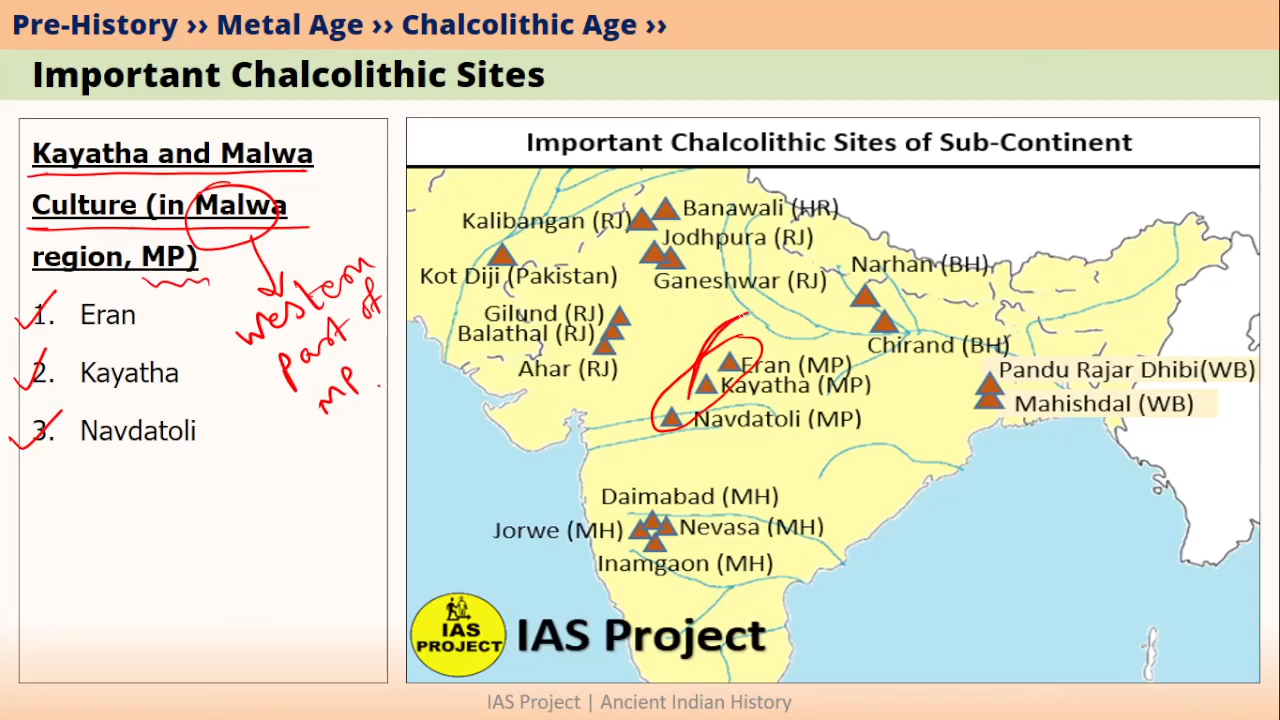 Pre-History ›› Metal Age ›› Chalcolithic Age ››
Important Chalcolithic Sites
Kayatha and Malwa
Culture (in Malwa
region, MP)
1. Eran
2. Kayatha
3. Navdatoli
western
part of
MP.
Important Chalcolithic Sites of Sub-Continent
Banawali (HR)
Kalibangan (RJ)
Jodhpura (RJ)
Kot Diji (Pakistan)
Ganeshwar (RJ)
Narhan (BH)
Gilund (RJ)
Balathal (RJ)
Ahar (RJ)
Chirand (BH)
Eran (MP)
Kayatha (MP)
Navdatoli (MP)
Pandu Rajar Dhibi(WB)
Mahishdal (WB)
Daimabad (MH)
Jorwe (MH)
Nevasa (MH)
Inamgaon (MH)
IAS
PROJECT
IAS Project
IAS Project | Ancient Indian History